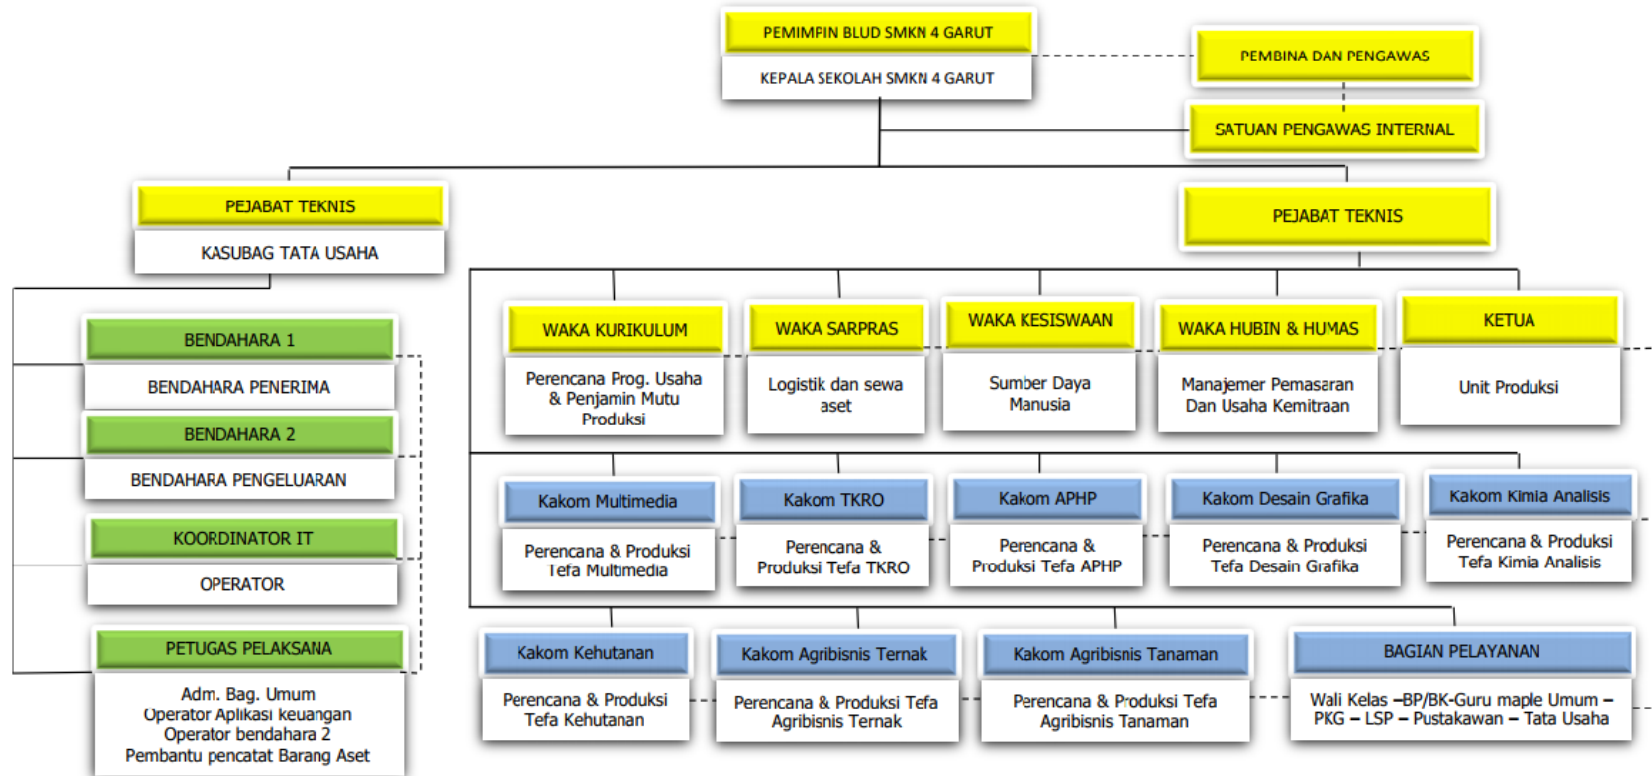 PEMIMPIN BLUD SMKN 4 GARUT
KEPALA SEKOLAH SMKN 4 GARUT
PEMBINA DAN PENGAWAS
SATUAN PENGAWAS INTERNAL
PEJABAT TEKNIS
KASUBAG TATA USAHA
PEJABAT TEKNIS
BENDAHARA 1
BENDAHARA PENERIMA
BENDAHARA 2
BENDAHARA PENGELUARAN
KOORDINATOR IT
OPERATOR
PETUGAS PELAKSANA
Adm. Bag. Umum
Operator Aplikasi keuangan
Operator bendahara 2
Pembantu pencatat Barang Aset
WAKA KURIKULUM
Perencana Prog. Usaha
& Penjamin Mutu
Produksi
WAKA SARPRAS
Logistik dan sewa
aset
WAKA KESISWAAN
Sumber Daya
Manusia
WAKA HUBIN & HUMAS
Manajemer Pemasaran
Dan Usaha Kemitraan
KETUA
Unit Produksi
Kakom Multimedia
Perencana & Produksi
Tefa Multimedia
Kakom TKRO
Perencana &
Produksi Tefa TKRO
Kakom APHP
Perencana &
Produksi Tefa APHP
Kakom Desain Grafika
Perencana & Produksi
Tefa Desain Grafika
Kakom Kimia Analisis
Perencana & Produksi
Tefa Kimia Analisis
Kakom Kehutanan
Perencana & Produksi
Tefa Kehutanan
Kakom Agribisnis Ternak
Perencana & Produksi Tefa
Agribisnis Ternak
Kakom Agribisnis Tanaman
Perencana & Produksi Tefa
Agribisnis Tanaman
BAGIAN PELAYANAN
Wali Kelas –BP/BK-Guru maple Umum –
PKG – LSP – Pustakawan – Tata Usaha